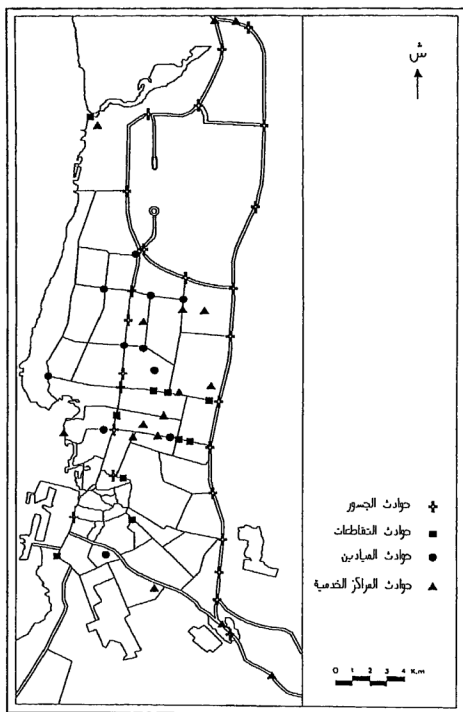 ش
حوادث الجسور
حوادث التقاطعات
حوادث الميادين
حوادث المراكز الخدمية
0 1 2 3 4 K.m